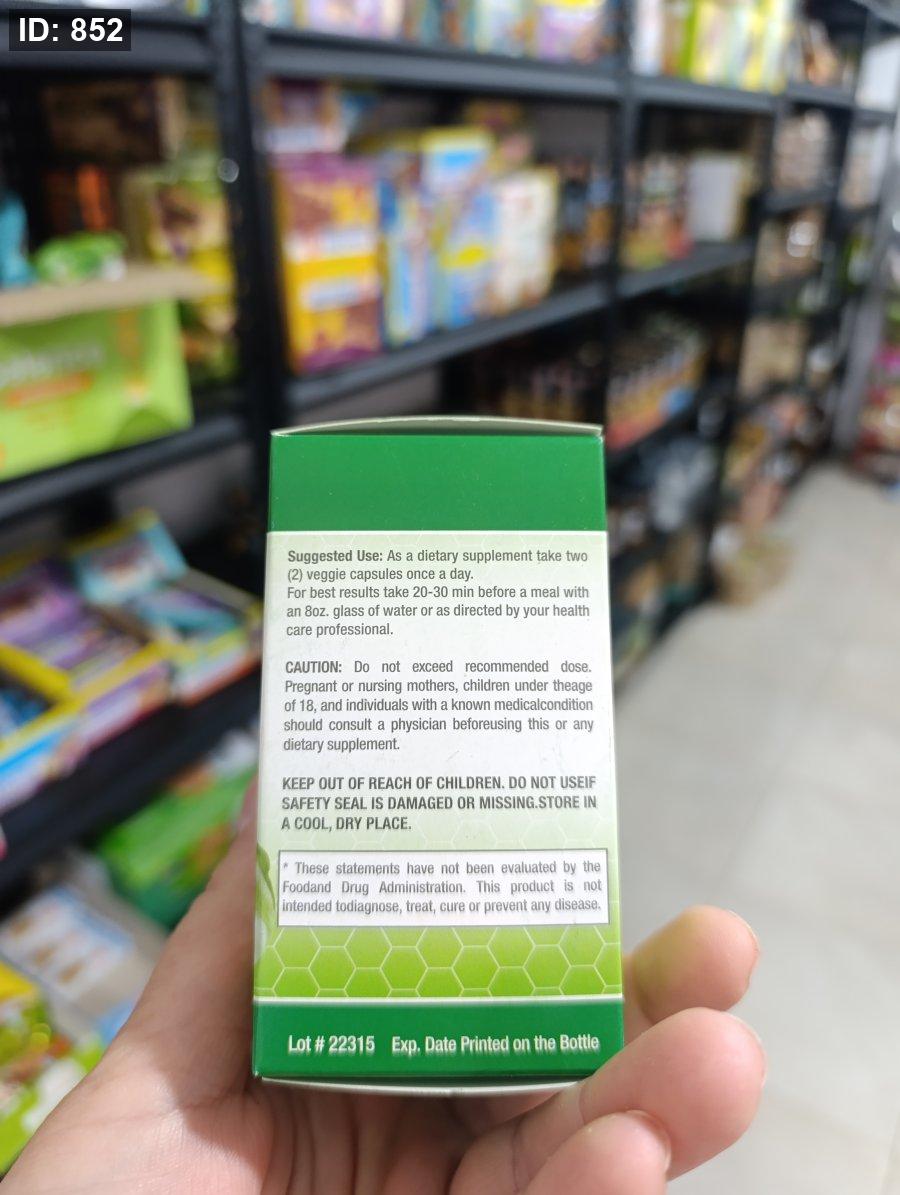 ID: 852
Suggested Use: As a dietary supplement take two
(2) veggie capsules once a day.
For best results take 20-30 min before a meal with
an 8oz. glass of water or as directed by your health
care professional.
CAUTION: Do not exceed recommended dose.
Pregnant or nursing mothers, children under theage
of 18, and individuals with a known medicalcondition
should consult a physician beforeusing this or any
dietary supplement.
KEEP OUT OF REACH OF CHILDREN. DO NOT USEIF
SAFETY SEAL IS DAMAGED OR MISSING.STORE IN
A COOL, DRY PLACE.
* These statements have not been evaluated by the
Foodand Drug Administration. This product is not
intended todiagnose, treat, cure or prevent any disease.
Lot # 22315 Exp. Date Printed on the Bottle